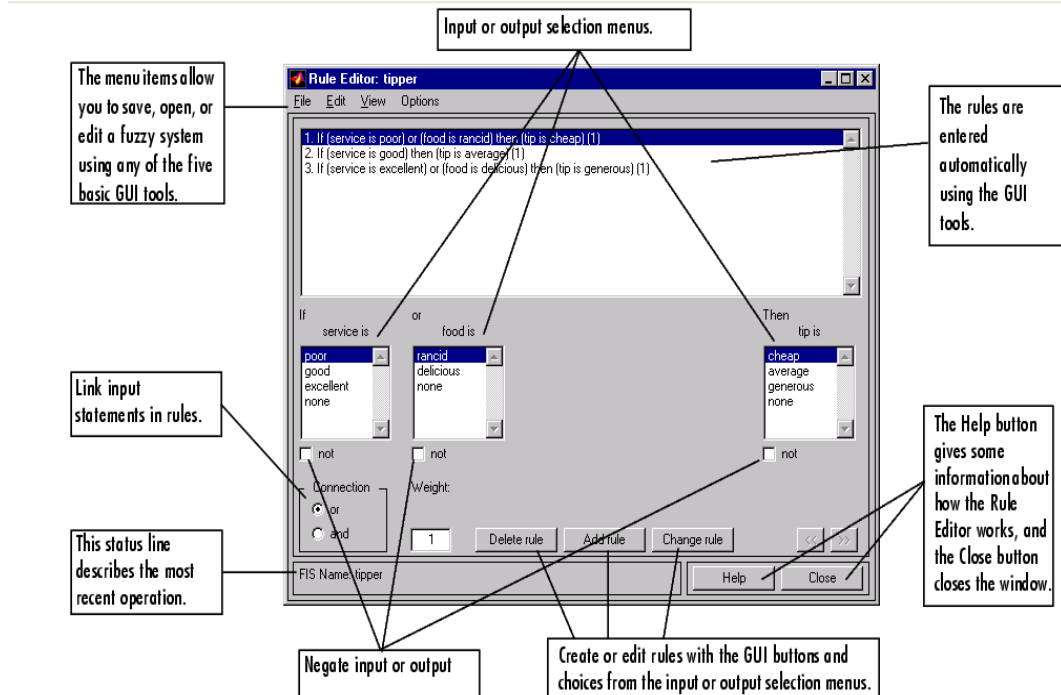 Input or output selection menus.
The menu items allow
you to save, open, or
edit a fuzzy system
using any of the five
basic GUI tools.
Rule Editor: tipper
File Edit View Options
1. If (service is poor) or (food is rancid) then (tip is cheap) (1)
2. If (service is good) then (tip is average) (1)
3. If (service is excellent) or (food is delicious) then (tip is generous) (1)
The rules are
entered
automatically
using the GUI
tools.
If or Then
service is food is tip is
poor rancid cheap
good delicious average
excellent none generous
none none
not not not
Link input
statements in rules.
Connection Weight:
or
and 1 Delete rule Add rule Change rule << >>
The Help button
gives some
information about
how the Rule
Editor works, and
the Close button
closes the window.
This status line
describes the most
recent operation.
FIS Name: tipper Help Close
Negate input or output
Create or edit rules with the GUI buttons and
choices from the input or output selection menus.